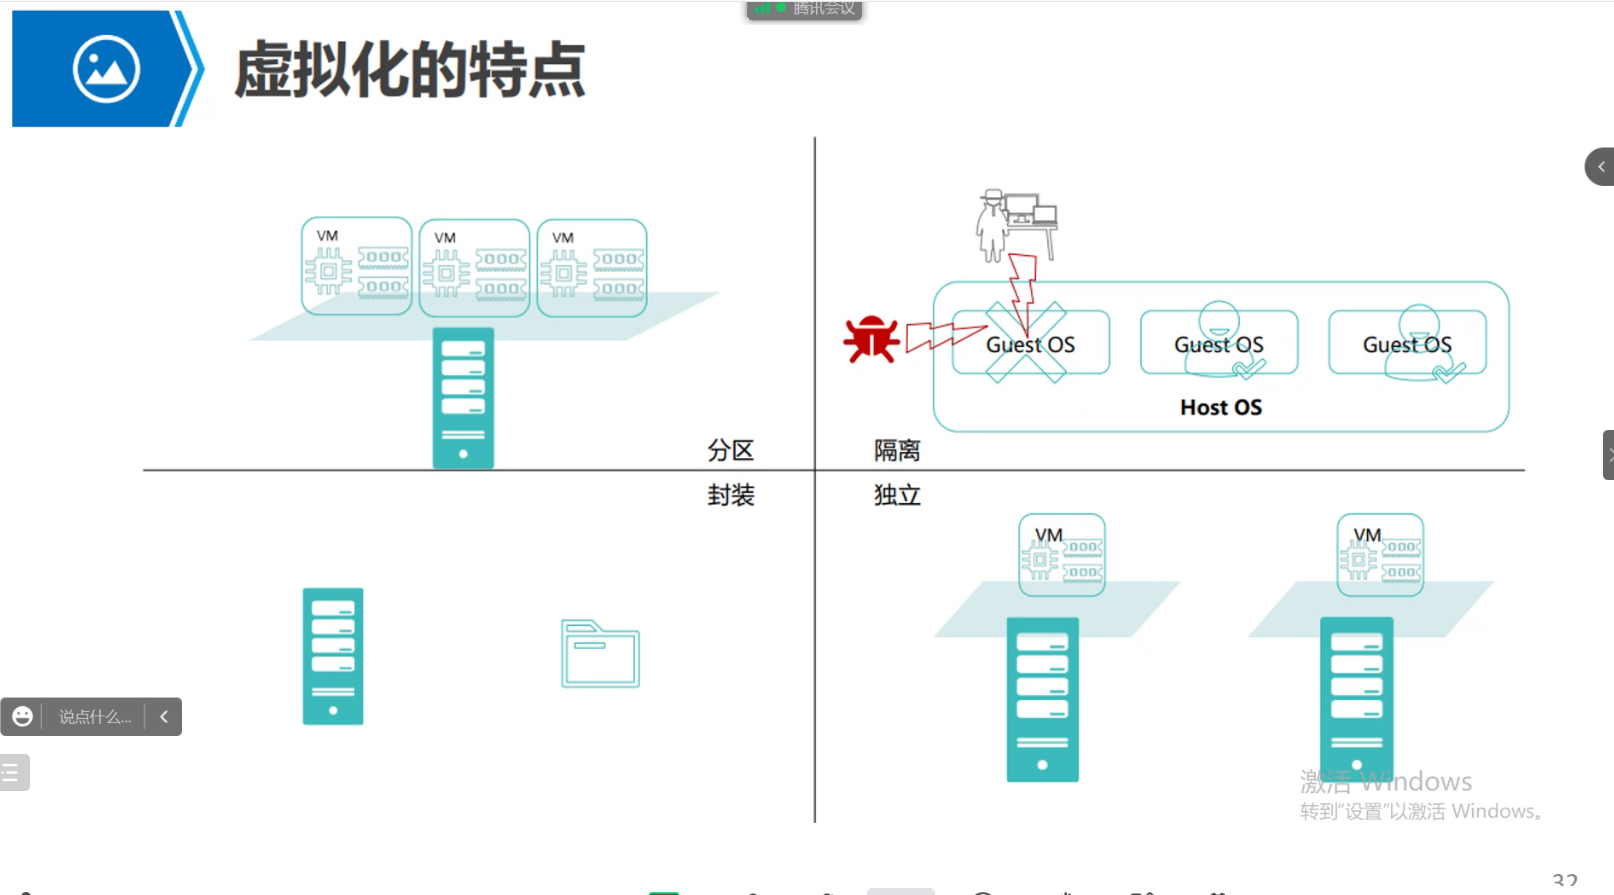 腾讯会议
虚拟化的特点
VM
VM
VM
Guest OS
Guest OS
Guest OS
Host OS
分区
隔离
封装
独立
VM
VM
说点什么...
激活 Windows
转到“设置”以激活 Windows。
32